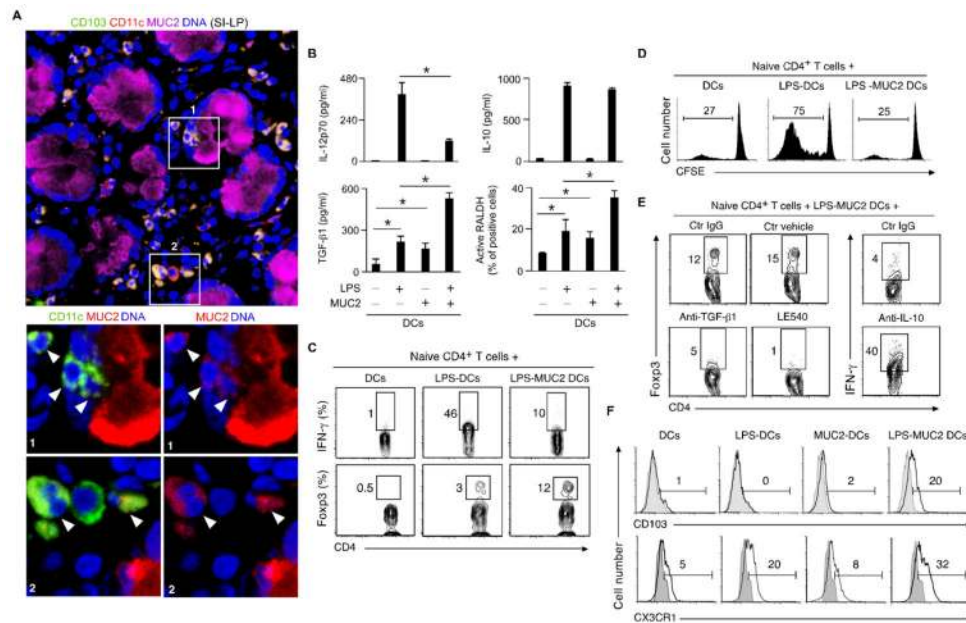 A
CD103 CD11c MUC2 DNA (SI-LP)
1
2
CD11c MUC2 DNA
MUC2 DNA
1
1
2
2
B
480
240
0
IL-12p70 (pg/ml)
*
1000
500
0
IL-10 (pg/ml)
600
300
0
TGF-β1 (pg/ml)
*
*
*
40
20
0
Active RALDH
(% of positive cells)
*
*
*
LPS – + – +
MUC2 – – + +
DCs
– + – +
– – + +
DCs
C
Naive CD4+ T cells +
DCs LPS-DCs LPS-MUC2 DCs
IFN-γ (%)
1 46 10
Foxp3 (%)
0.5 3 12
CD4
D
Naive CD4+ T cells +
DCs LPS-DCs LPS -MUC2 DCs
27 75 25
Cell number
CFSE
E
Naive CD4+ T cells + LPS-MUC2 DCs +
Ctr IgG Ctr vehicle Ctr IgG
12 15 4
Anti-TGF-β1 LE540 Anti-IL-10
5 1 40
Foxp3
IFN-γ
CD4
F
DCs LPS-DCs MUC2-DCs LPS-MUC2 DCs
1 0 2 20
CD103
5 20 8 32
Cell number
CX3CR1